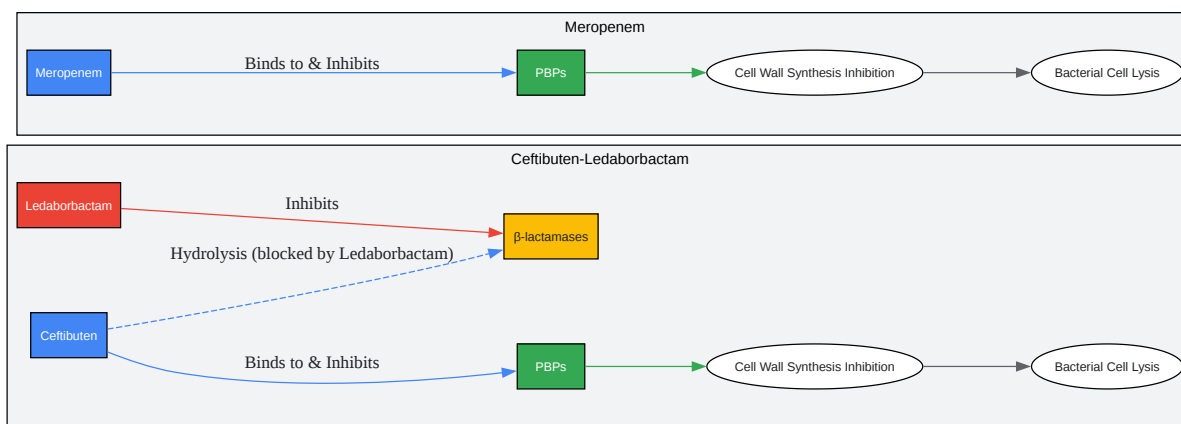 Meropenem
Meropenem
Binds to & Inhibits
PBPs
Cell Wall Synthesis Inhibition
Bacterial Cell Lysis
Ceftibuten-Ledaborbactam
Ledaborbactam
Inhibits
β-lactamases
Hydrolysis (blocked by Ledaborbactam)
Ceftibuten
Binds to & Inhibits
PBPs
Cell Wall Synthesis Inhibition
Bacterial Cell Lysis